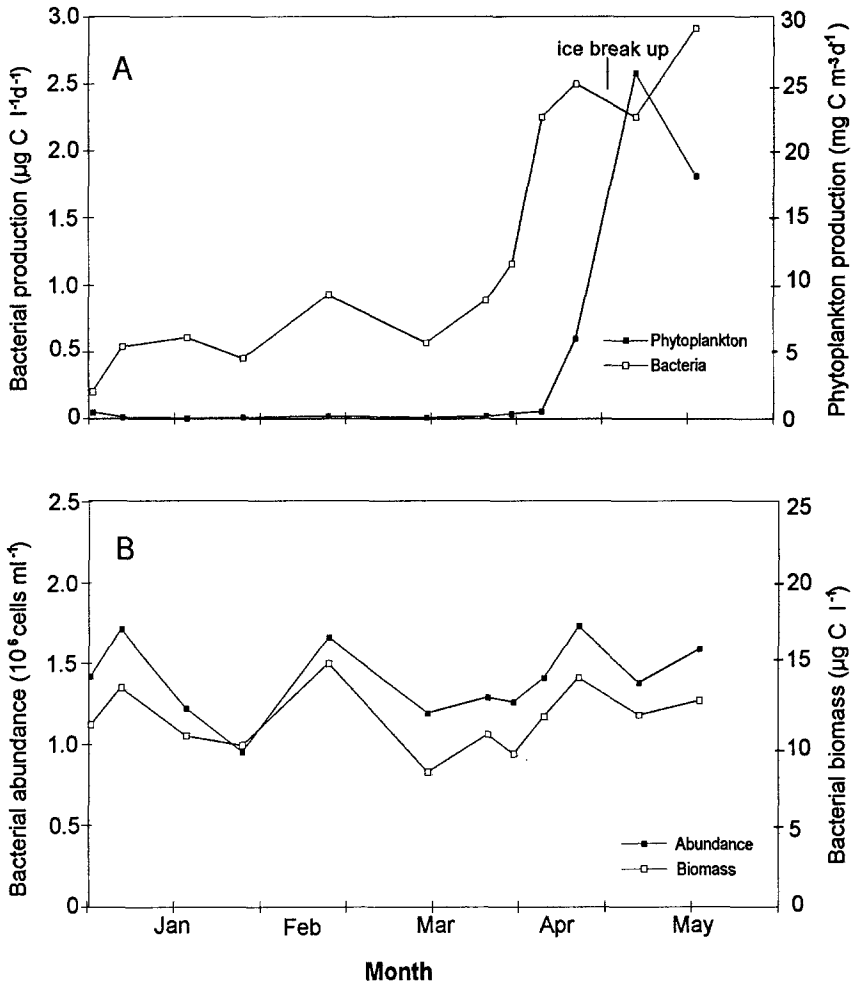 A
ice break up
Bacterial production (µg C l-1d-1)
3.0
2.5
2.0
1.5
1.0
0.5
0
Phytoplankton production (mg C m-3d-1)
30
25
20
15
10
5
0
Phytoplankton
Bacteria
B
Bacterial abundance (10⁶ cells ml-1)
2.5
2.0
1.5
1.0
0.5
0
Bacterial biomass (µg C l-1)
25
20
15
10
5
0
Abundance
Biomass
Jan Feb Mar Apr May
Month